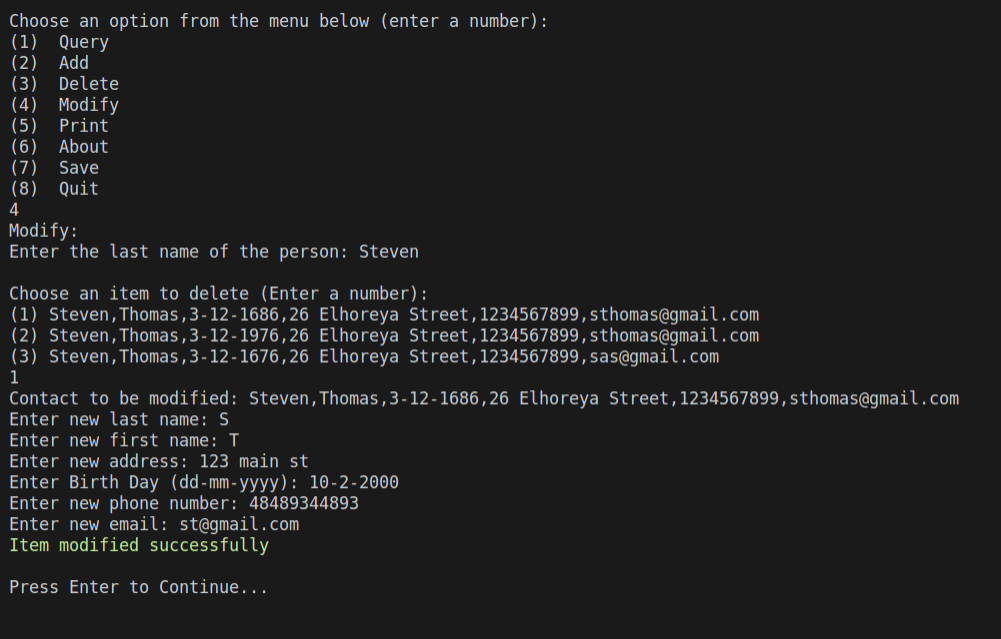 Choose an option from the menu below (enter a number):
(1)  Query
(2)  Add
(3)  Delete
(4)  Modify
(5)  Print
(6)  About
(7)  Save
(8)  Quit
4
Modify:
Enter the last name of the person: Steven
Choose an item to delete (Enter a number):
(1) Steven,Thomas,3-12-1686,26 Elhoreya Street,1234567899,sthomas@gmail.com
(2) Steven,Thomas,3-12-1976,26 Elhoreya Street,1234567899,sthomas@gmail.com
(3) Steven,Thomas,3-12-1676,26 Elhoreya Street,1234567899,sas@gmail.com
1
Contact to be modified: Steven,Thomas,3-12-1686,26 Elhoreya Street,1234567899,sthomas@gmail.com
Enter new last name: S
Enter new first name: T
Enter new address: 123 main st
Enter Birth Day (dd-mm-yyyy): 10-2-2000
Enter new phone number: 48489344893
Enter new email: st@gmail.com
Item modified successfully
Press Enter to Continue...